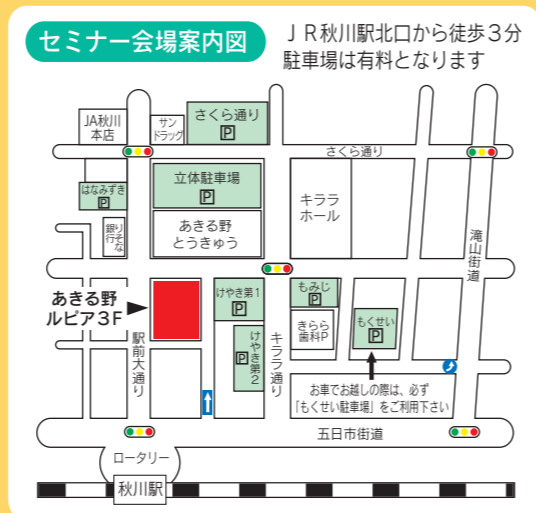 セミナー会場案内図
ＪＲ秋川駅北口から徒歩３分
駐車場は有料となります
JA秋川
本店
サン
ドラッグ
さくら通り
P
さくら通り
はなみずき
P
立体駐車場
P
キララ
ホール
りそな
銀行
あきる野
とうきゅう
滝山街道
あきる野
ルピア3F
駅前大通り
けやき第1
P
けやき第2
P
キララ通り
もみじ
P
きらら
歯科P
もくせい
P
お車でお越しの際は、必ず
「もくせい駐車場」をご利用下さい
五日市街道
ロータリー
秋川駅